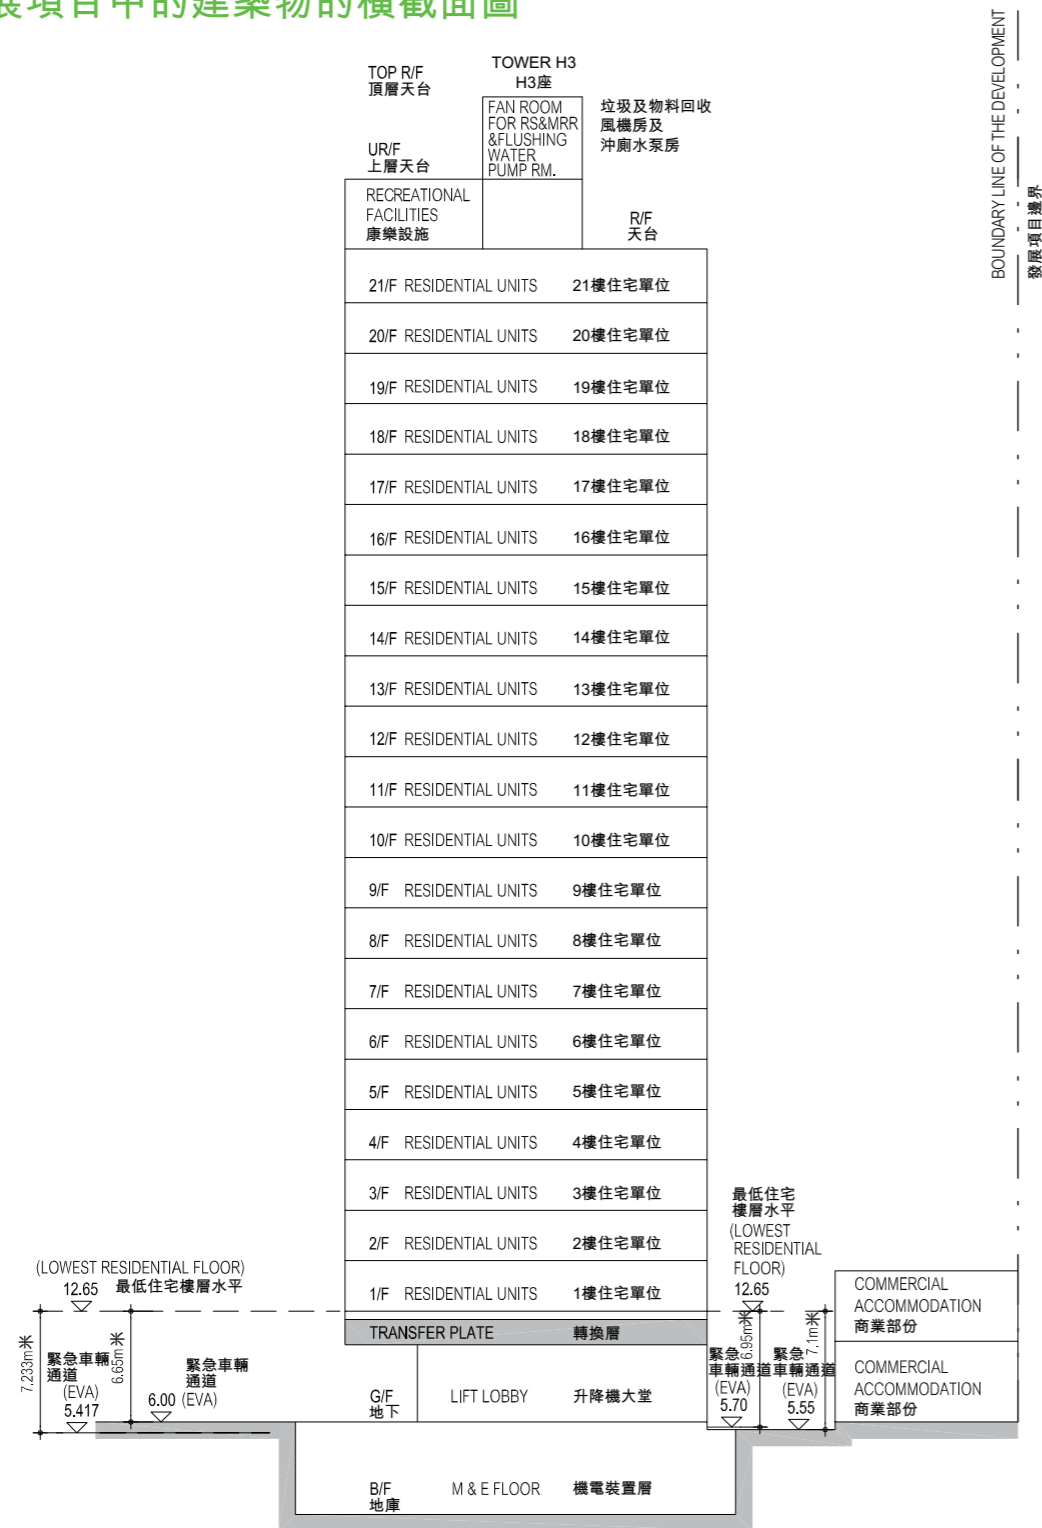 展項目中的建築物的橫截面圖
TOWER H3
H3座
TOP R/F
頂層天台
FAN ROOM
FOR RS&MRR
&FLUSHING
WATER
PUMP RM.
垃圾及物料回收
風機房及
沖廁水泵房
UR/F
上層天台
RECREATIONAL
FACILITIES
康樂設施
R/F
天台
BOUNDARY LINE OF THE DEVELOPMENT
發展項目邊界
21/F RESIDENTIAL UNITS 21樓住宅單位
20/F RESIDENTIAL UNITS 20樓住宅單位
19/F RESIDENTIAL UNITS 19樓住宅單位
18/F RESIDENTIAL UNITS 18樓住宅單位
17/F RESIDENTIAL UNITS 17樓住宅單位
16/F RESIDENTIAL UNITS 16樓住宅單位
15/F RESIDENTIAL UNITS 15樓住宅單位
14/F RESIDENTIAL UNITS 14樓住宅單位
13/F RESIDENTIAL UNITS 13樓住宅單位
12/F RESIDENTIAL UNITS 12樓住宅單位
11/F RESIDENTIAL UNITS 11樓住宅單位
10/F RESIDENTIAL UNITS 10樓住宅單位
9/F RESIDENTIAL UNITS 9樓住宅單位
8/F RESIDENTIAL UNITS 8樓住宅單位
7/F RESIDENTIAL UNITS 7樓住宅單位
6/F RESIDENTIAL UNITS 6樓住宅單位
5/F RESIDENTIAL UNITS 5樓住宅單位
4/F RESIDENTIAL UNITS 4樓住宅單位
3/F RESIDENTIAL UNITS 3樓住宅單位
2/F RESIDENTIAL UNITS 2樓住宅單位
1/F RESIDENTIAL UNITS 1樓住宅單位
TRANSFER PLATE 轉換層
G/F
地下
LIFT LOBBY 升降機大堂
B/F
地庫
M & E FLOOR 機電裝置層
(LOWEST RESIDENTIAL FLOOR)
12.65 最低住宅樓層水平
7.233m米
緊急車輛
通道
(EVA)
5.417
6.65m米
緊急車輛
通道
6.00 (EVA)
最低住宅
樓層水平
(LOWEST
RESIDENTIAL
FLOOR)
12.65
緊急
車輛通道
(EVA)
5.70
6.95m米
緊急
車輛通道
(EVA)
5.55
7.1m米
COMMERCIAL
ACCOMMODATION
商業部份
COMMERCIAL
ACCOMMODATION
商業部份